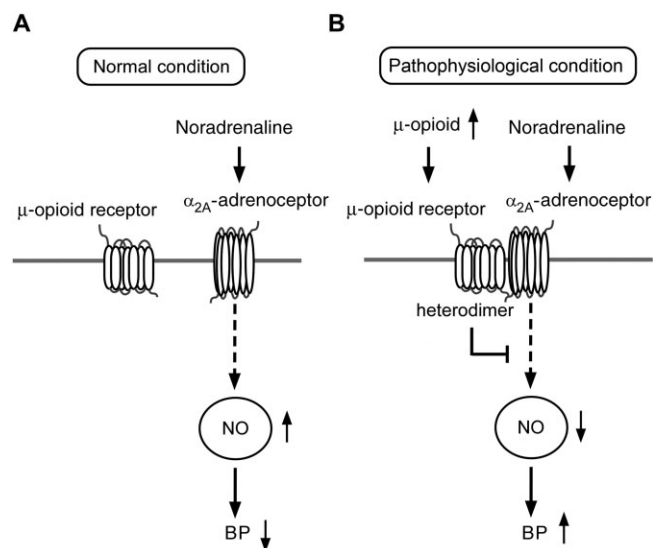 A
Normal condition
Noradrenaline
μ-opioid receptor
α2A-adrenoceptor
NO
BP
B
Pathophysiological condition
μ-opioid
Noradrenaline
α2A-adrenoceptor
μ-opioid receptor
heterodimer
NO
BP